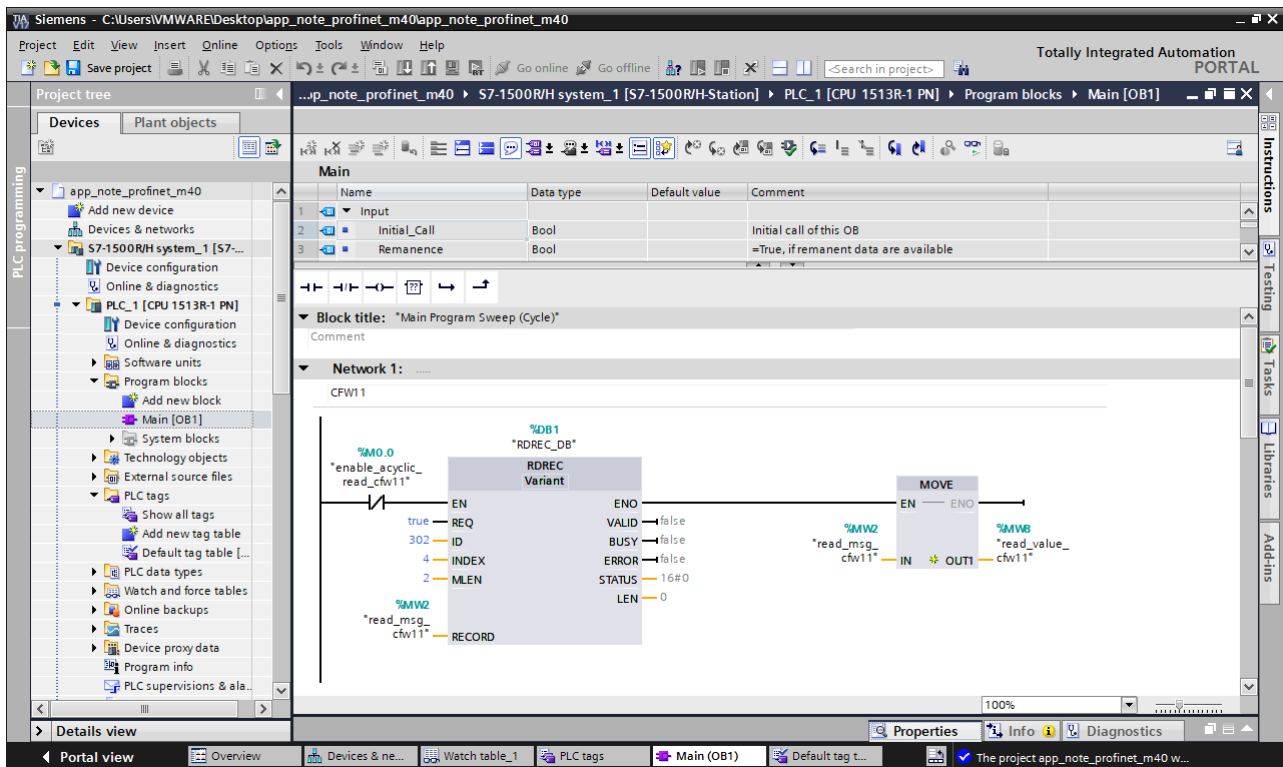 Siemens - C:\Users\VMWARE\Desktop\app_note_profinet_m40\app_note_profinet_m40
Project Edit View Insert Online Options Tools Window Help
Totally Integrated Automation
PORTAL
Save project Go online Go offline <Search in project>
Project tree
...up_note_profinet_m40 ▸ S7-1500R/H system_1 [S7-1500R/H-Station] ▸ PLC_1 [CPU 1513R-1 PN] ▸ Program blocks ▸ Main [OB1]
Devices Plant objects
PLC programming
app_note_profinet_m40
Add new device
Devices & networks
S7-1500R/H system_1 [S7-...
Device configuration
Online & diagnostics
PLC_1 [CPU 1513R-1 PN]
Device configuration
Online & diagnostics
Software units
Program blocks
Add new block
Main [OB1]
System blocks
Technology objects
External source files
PLC tags
Show all tags
Add new tag table
Default tag table [...
PLC data types
Watch and force tables
Online backups
Traces
Device proxy data
Program info
PLC supervisions & ala..
Details view
Main
Name Data type Default value Comment
1 Input
2 Initial_Call Bool Initial call of this OB
3 Remanence Bool =True, if remanent data are available
??
Block title: "Main Program Sweep (Cycle)"
Comment
Network 1: .....
CFW11
%DB1
"RDREC_DB"
%M0.0
"enable_acyclic_
read_cfw11"
RDREC
Variant
EN ENO
true REQ VALID false
302 ID BUSY false
4 INDEX ERROR false
2 MLEN STATUS 16#0
LEN 0
%MW2
"read_msg_
cfw11" RECORD
MOVE
EN ENO
%MW2
"read_msg_
cfw11" IN
OUT1
%MW8
"read_value_
cfw11"
100%
Properties Info Diagnostics
Instructions
Testing
Tasks
Libraries
Add-ins
Portal view Overview Devices & ne... Watch table_1 PLC tags Main (OB1) Default tag t... The project app_note_profinet_m40 w...